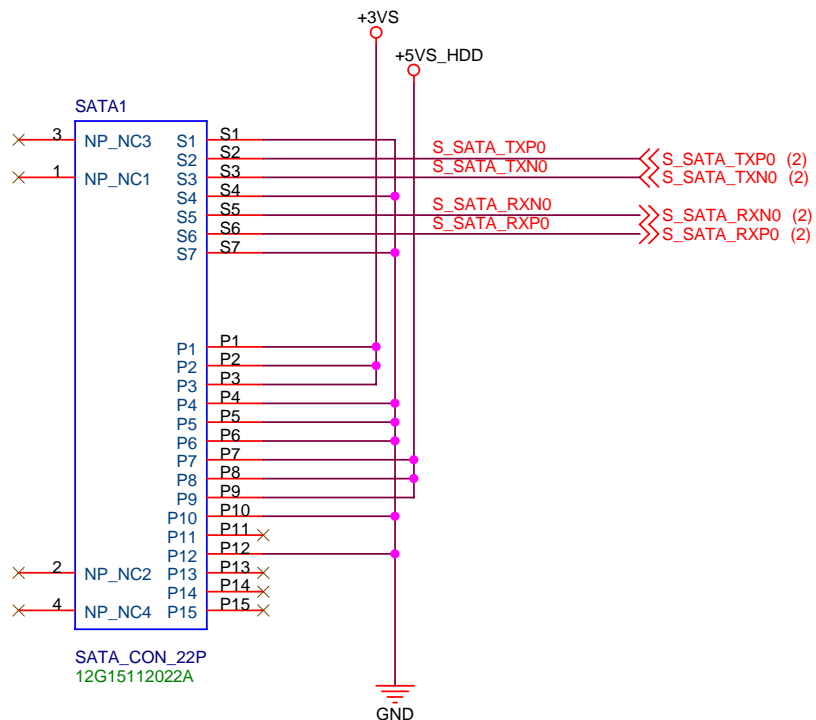 +3VS
+5VS_HDD
SATA1
3 NP_NC3 S1 S1
S2 S2 S_SATA_TXP0 S_SATA_TXP0 (2)
1 NP_NC1 S3 S3 S_SATA_TXN0 S_SATA_TXN0 (2)
S4 S4
S5 S5 S_SATA_RXN0 S_SATA_RXN0 (2)
S6 S6 S_SATA_RXP0 S_SATA_RXP0 (2)
S7 S7
P1 P1
P2 P2
P3 P3
P4 P4
P5 P5
P6 P6
P7 P7
P8 P8
P9 P9
P10 P10
P11 P11
P12 P12
2 NP_NC2 P13 P13
P14 P14
4 NP_NC4 P15 P15
SATA_CON_22P
12G15112022A
GND